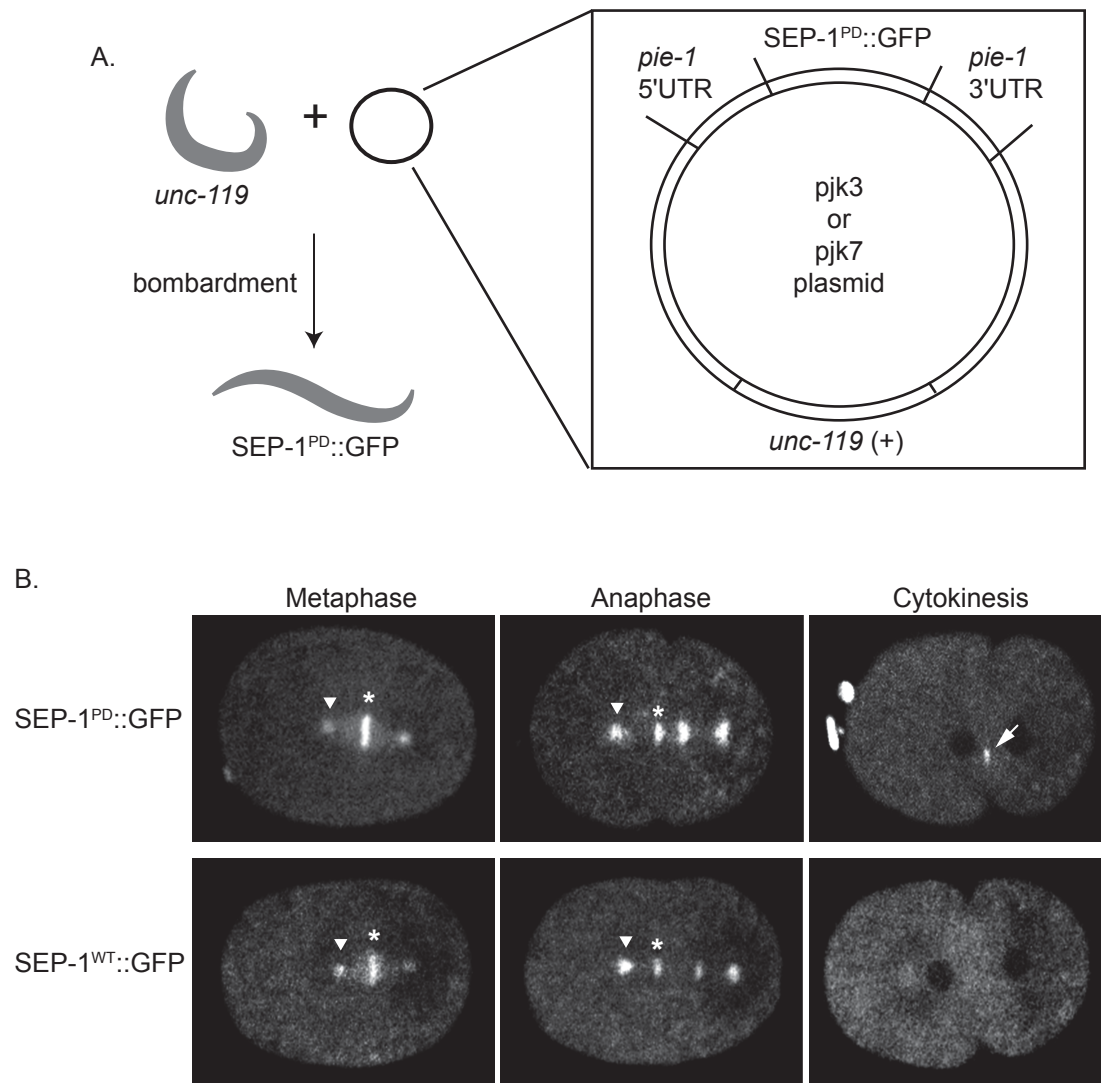 A.
unc-119
+
bombardment
SEP-1PD::GFP
pie-1
5'UTR
SEP-1PD::GFP
pie-1
3'UTR
pjk3
or
pjk7
plasmid
unc-119 (+)
B.
Metaphase
Anaphase
Cytokinesis
SEP-1PD::GFP
*
*
SEP-1WT::GFP
*
*